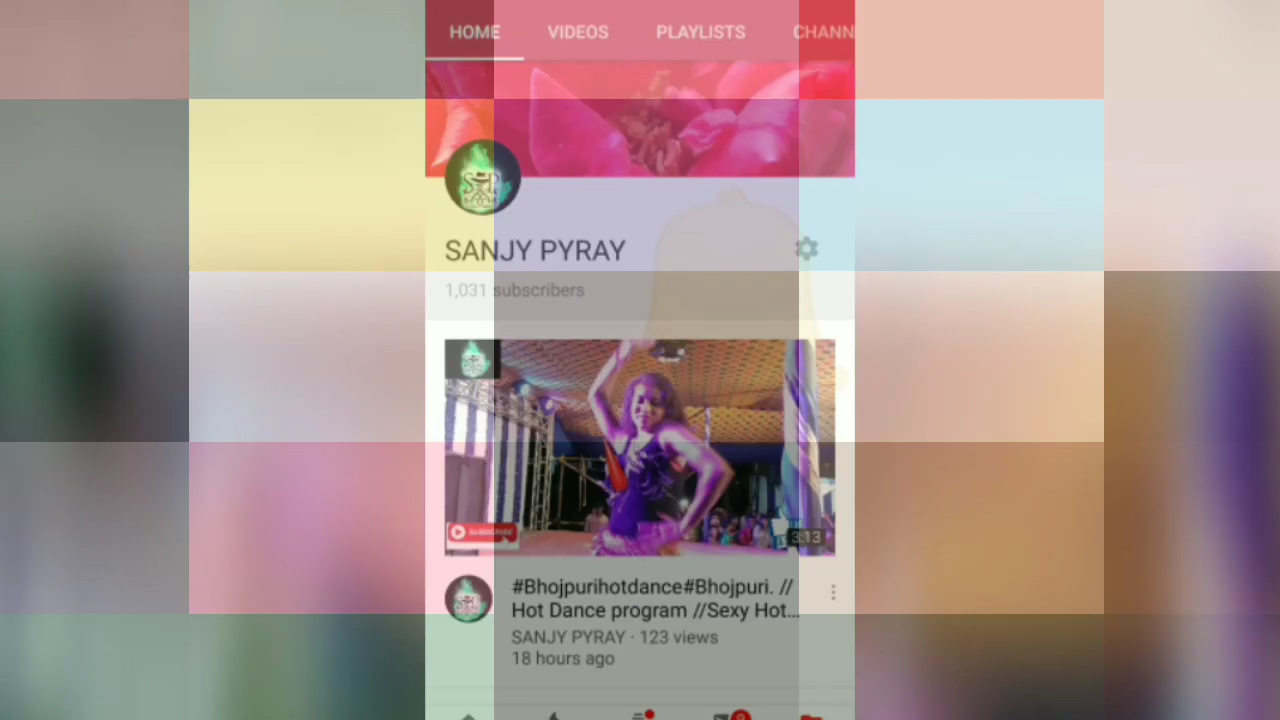 HOME VIDEOS PLAYLISTS CHANN
SANJY PYRAY
1,031 subscribers
SUBSCRIBE
3:13
#Bhojpurihotdance#Bhojpuri. //
Hot Dance program //Sexy Hot...
SANJY PYRAY · 123 views
18 hours ago